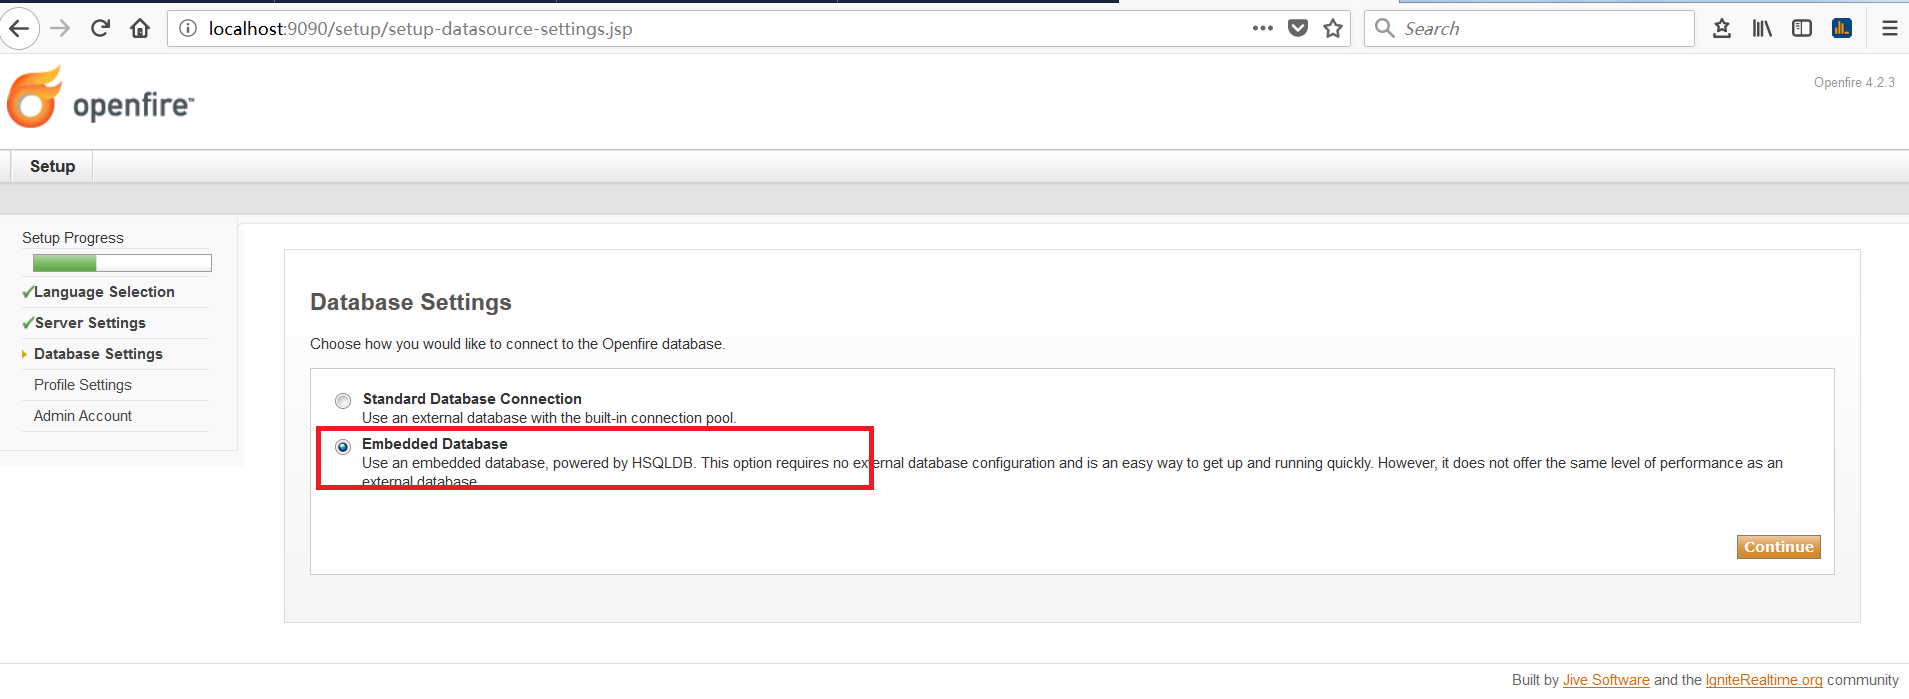 localhost:9090/setup/setup-datasource-settings.jsp
Search
openfire™
Openfire 4.2.3
Setup
Setup Progress
Language Selection
Server Settings
Database Settings
Profile Settings
Admin Account
Database Settings
Choose how you would like to connect to the Openfire database.
Standard Database Connection
Use an external database with the built-in connection pool.
Embedded Database
Use an embedded database, powered by HSQLDB. This option requires no external database configuration and is an easy way to get up and running quickly. However, it does not offer the same level of performance as an
external database.
Continue
Built by Jive Software and the IgniteRealtime.org community